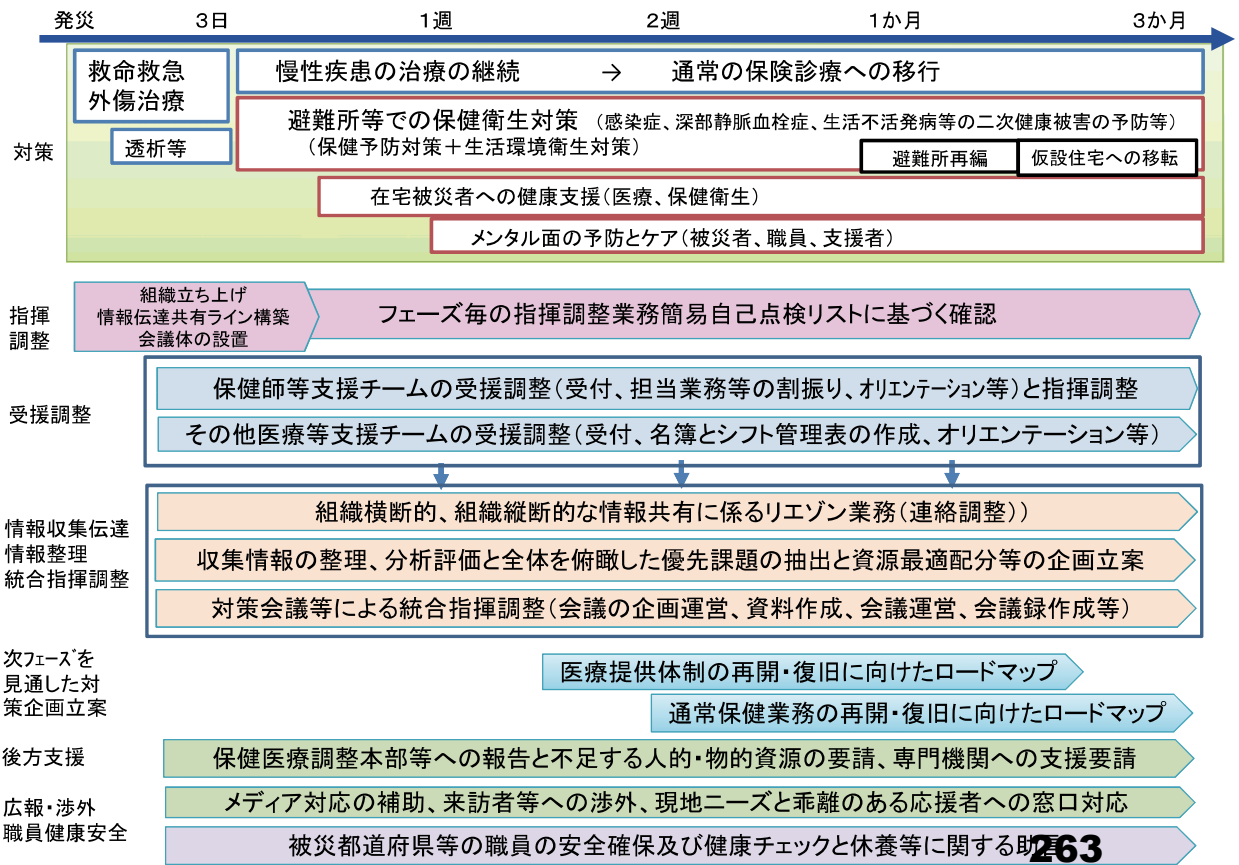 発災 3日 1週 2週 1か月 3か月
対策
救命救急
外傷治療
透析等
慢性疾患の治療の継続 → 通常の保険診療への移行
避難所等での保健衛生対策 (感染症、深部静脈血栓症、生活不活発病等の二次健康被害の予防等)
(保健予防対策+生活環境衛生対策)
避難所再編
仮設住宅への移転
在宅被災者への健康支援(医療、保健衛生)
メンタル面の予防とケア(被災者、職員、支援者)
指揮
調整
組織立ち上げ
情報伝達共有ライン構築
会議体の設置
フェーズ毎の指揮調整業務簡易自己点検リストに基づく確認
受援調整
保健師等支援チームの受援調整(受付、担当業務等の割振り、オリエンテーション等)と指揮調整
その他医療等支援チームの受援調整(受付、名簿とシフト管理表の作成、オリエンテーション等)
情報収集伝達
情報整理
統合指揮調整
組織横断的、組織縦断的な情報共有に係るリエゾン業務(連絡調整))
収集情報の整理、分析評価と全体を俯瞰した優先課題の抽出と資源最適配分等の企画立案
対策会議等による統合指揮調整(会議の企画運営、資料作成、会議運営、会議録作成等)
次フェーズを
見通した対
策企画立案
医療提供体制の再開・復旧に向けたロードマップ
通常保健業務の再開・復旧に向けたロードマップ
後方支援
保健医療調整本部等への報告と不足する人的・物的資源の要請、専門機関への支援要請
広報・渉外
職員健康安全
メディア対応の補助、来訪者等への渉外、現地ニーズと乖離のある応援者への窓口対応
被災都道府県等の職員の安全確保及び健康チェックと休養等に関する助
263